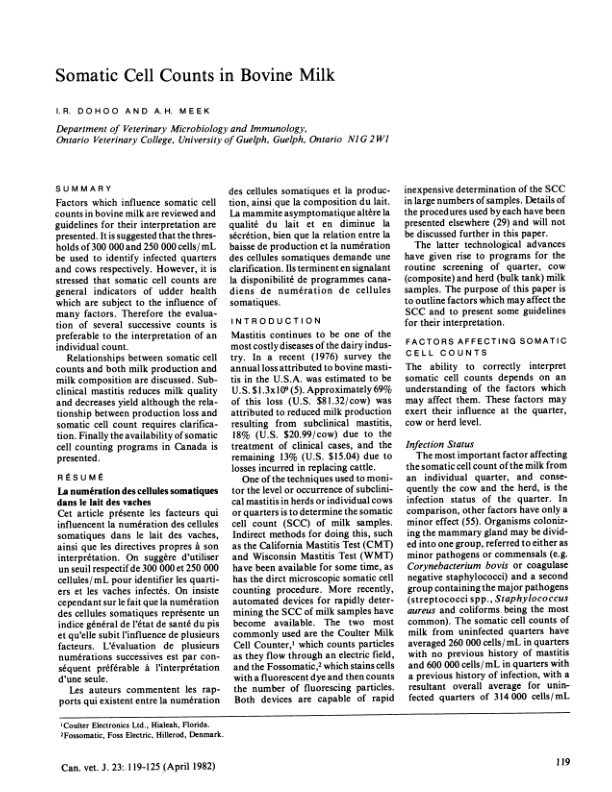 Somatic Cell Counts in Bovine Milk
I.R. DOHOO AND A.H. MEEK
Department of Veterinary Microbiology and Immunology,
Ontario Veterinary College, University of Guelph, Guelph, Ontario N1G 2W1
SUMMARY
Factors which influence somatic cell
counts in bovine milk are reviewed and
guidelines for their interpretation are
presented. It is suggested that the thres-
holds of 300 000 and 250 000 cells/mL
be used to identify infected quarters
and cows respectively. However, it is
stressed that somatic cell counts are
general indicators of udder health
which are subject to the influence of
many factors. Therefore the evalua-
tion of several successive counts is
preferable to the interpretation of an
individual count.
Relationships between somatic cell
counts and both milk production and
milk composition are discussed. Sub-
clinical mastitis reduces milk quality
and decreases yield although the rela-
tionship between production loss and
somatic cell count requires clarifica-
tion. Finally the availability of somatic
cell counting programs in Canada is
presented.
RÉSUMÉ
La numération des cellules somatiques
dans le lait des vaches
Cet article présente les facteurs qui
influencent la numération des cellules
somatiques dans le lait des vaches,
ainsi que les directives propres à son
interprétation. On suggère d'utiliser
un seuil respectif de 300 000 et 250 000
cellules/mL pour identifier les quarti-
ers et les vaches infectés. On insiste
cependant sur le fait que la numération
des cellules somatiques représente un
indice général de l'état de santé du pis
et qu'elle subit l'influence de plusieurs
facteurs. L'évaluation de plusieurs
numérations successives est par con-
séquent préférable à l'interprétation
d'une seule.
Les auteurs commentent les rap-
ports qui existent entre la numération
des cellules somatiques et la produc-
tion, ainsi que la composition du lait.
La mammite asymptomatique altère la
qualité du lait et en diminue la
sécrétion, bien que la relation entre la
baisse de production et la numération
des cellules somatiques demande une
clarification. Ils terminent en signalant
la disponibilité de programmes cana-
diens de numération de cellules
somatiques.
INTRODUCTION
Mastitis continues to be one of the
most costly diseases of the dairy indus-
try. In a recent (1976) survey the
annual loss attributed to bovine masti-
tis in the U.S.A. was estimated to be
U.S. $1.3x10⁹ (5). Approximately 69%
of this loss (U.S. $81.32/cow) was
attributed to reduced milk production
resulting from subclinical mastitis,
18% (U.S. $20.99/cow) due to the
treatment of clinical cases, and the
remaining 13% (U.S. $15.04) due to
losses incurred in replacing cattle.
One of the techniques used to moni-
tor the level or occurrence of subclini-
cal mastitis in herds or individual cows
or quarters is to determine the somatic
cell count (SCC) of milk samples.
Indirect methods for doing this, such
as the California Mastitis Test (CMT)
and Wisconsin Mastitis Test (WMT)
have been available for some time, as
has the dirct microscopic somatic cell
counting procedure. More recently,
automated devices for rapidly deter-
mining the SCC of milk samples have
become available. The two most
commonly used are the Coulter Milk
Cell Counter,¹ which counts particles
as they flow through an electric field,
and the Fossomatic,² which stains cells
with a fluorescent dye and then counts
the number of fluorescing particles.
Both devices are capable of rapid
inexpensive determination of the SCC
in large numbers of samples. Details of
the procedures used by each have been
presented elsewhere (29) and will not
be discussed further in this paper.
The latter technological advances
have given rise to programs for the
routine screening of quarter, cow
(composite) and herd (bulk tank) milk
samples. The purpose of this paper is
to outline factors which may affect the
SCC and to present some guidelines
for their interpretation.
FACTORS AFFECTING SOMATIC
CELL COUNTS
The ability to correctly interpret
somatic cell counts depends on an
understanding of the factors which
may affect them. These factors may
exert their influence at the quarter,
cow or herd level.
Infection Status
The most important factor affecting
the somatic cell count of the milk from
an individual quarter, and conse-
quently the cow and the herd, is the
infection status of the quarter. In
comparison, other factors have only a
minor effect (55). Organisms coloniz-
ing the mammary gland may be divid-
ed into one group, referred to either as
minor pathogens or commensals (e.g.
Corynebacterium bovis or coagulase
negative staphylococci) and a second
group containing the major pathogens
(streptococci spp., Staphylococcus
aureus and coliforms being the most
common). The somatic cell counts of
milk from uninfected quarters have
averaged 260 000 cells/mL in quarters
with no previous history of mastitis
and 600 000 cells/mL in quarters with
a previous history of infection, with a
resultant overall average for unin-
fected quarters of 314 000 cells/mL
¹Coulter Electronics Ltd., Hialeah, Florida.
²Fossomatic, Foss Electric, Hillerod, Denmark.
Can. vet. J. 23: 119-125 (April 1982)
119